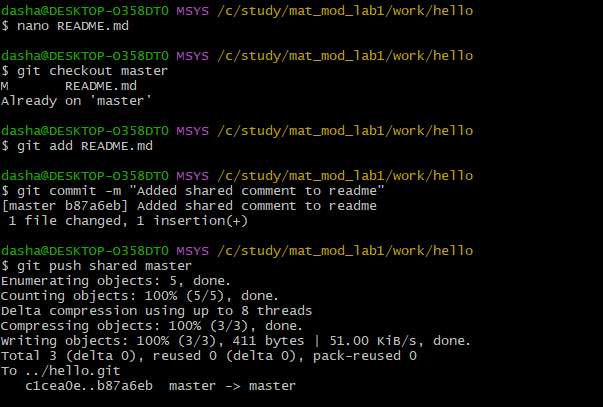 dasha@DESKTOP-O358DT0 MSYS /c/study/mat_mod_lab1/work/hello
$ nano README.md
dasha@DESKTOP-O358DT0 MSYS /c/study/mat_mod_lab1/work/hello
$ git checkout master
M       README.md
Already on 'master'
dasha@DESKTOP-O358DT0 MSYS /c/study/mat_mod_lab1/work/hello
$ git add README.md
dasha@DESKTOP-O358DT0 MSYS /c/study/mat_mod_lab1/work/hello
$ git commit -m "Added shared comment to readme"
[master b87a6eb] Added shared comment to readme
 1 file changed, 1 insertion(+)
dasha@DESKTOP-O358DT0 MSYS /c/study/mat_mod_lab1/work/hello
$ git push shared master
Enumerating objects: 5, done.
Counting objects: 100% (5/5), done.
Delta compression using up to 8 threads
Compressing objects: 100% (3/3), done.
Writing objects: 100% (3/3), 411 bytes | 51.00 KiB/s, done.
Total 3 (delta 0), reused 0 (delta 0), pack-reused 0
To ../hello.git
   c1cea0e..b87a6eb  master -> master